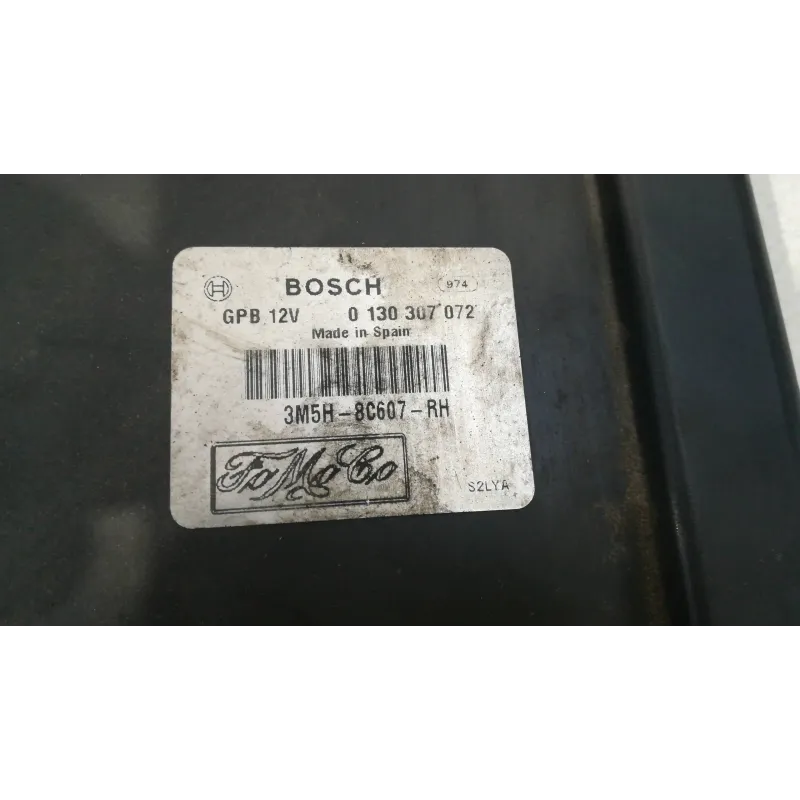 BOSCH 974
GPB 12V 0 130 307 072
Made in Spain
3M5H-8C607-RH
FoMoCo
S2LYA